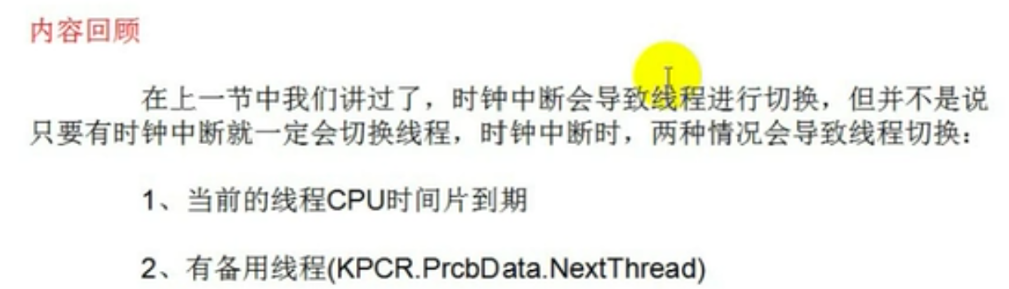 内容回顾
在上一节中我们讲过了，时钟中断会导致线程进行切换，但并不是说
只要有时钟中断就一定会切换线程，时钟中断时，两种情况会导致线程切换：
1、当前的线程CPU时间片到期
2、有备用线程(KPCR.PrcbData.NextThread)